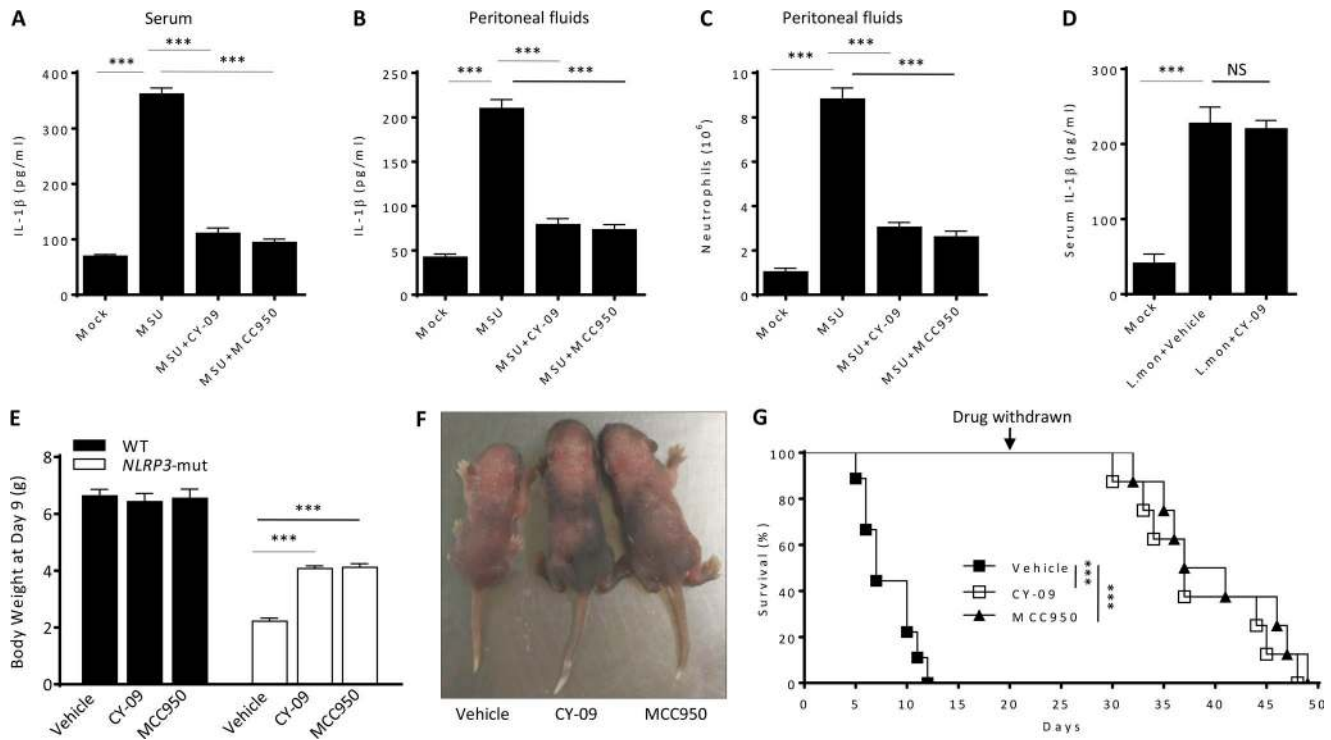 A
Serum
***
***
***
IL-1β (pg/ml)
400
300
200
100
0
Mock
MSU
MSU+CY-09
MSU+MCC950
B
Peritoneal fluids
***
***
***
IL-1β (pg/ml)
250
200
150
100
50
0
Mock
MSU
MSU+CY-09
MSU+MCC950
C
Peritoneal fluids
***
***
***
Neutrophils (10⁶)
10
8
6
4
2
0
Mock
MSU
MSU+CY-09
MSU+MCC950
D
***
NS
Serum IL-1β (pg/ml)
300
200
100
0
Mock
L.mon+Vehicle
L.mon+CY-09
E
WT
NLRP3-mut
***
***
Body Weight at Day 9 (g)
8
6
4
2
0
Vehicle
CY-09
MCC950
Vehicle
CY-09
MCC950
F
Vehicle
CY-09
MCC950
G
Drug withdrawn
Survival (%)
100
80
60
40
20
0
Vehicle
CY-09
MCC950
***
***
0
5
10
15
20
25
30
35
40
45
50
Days